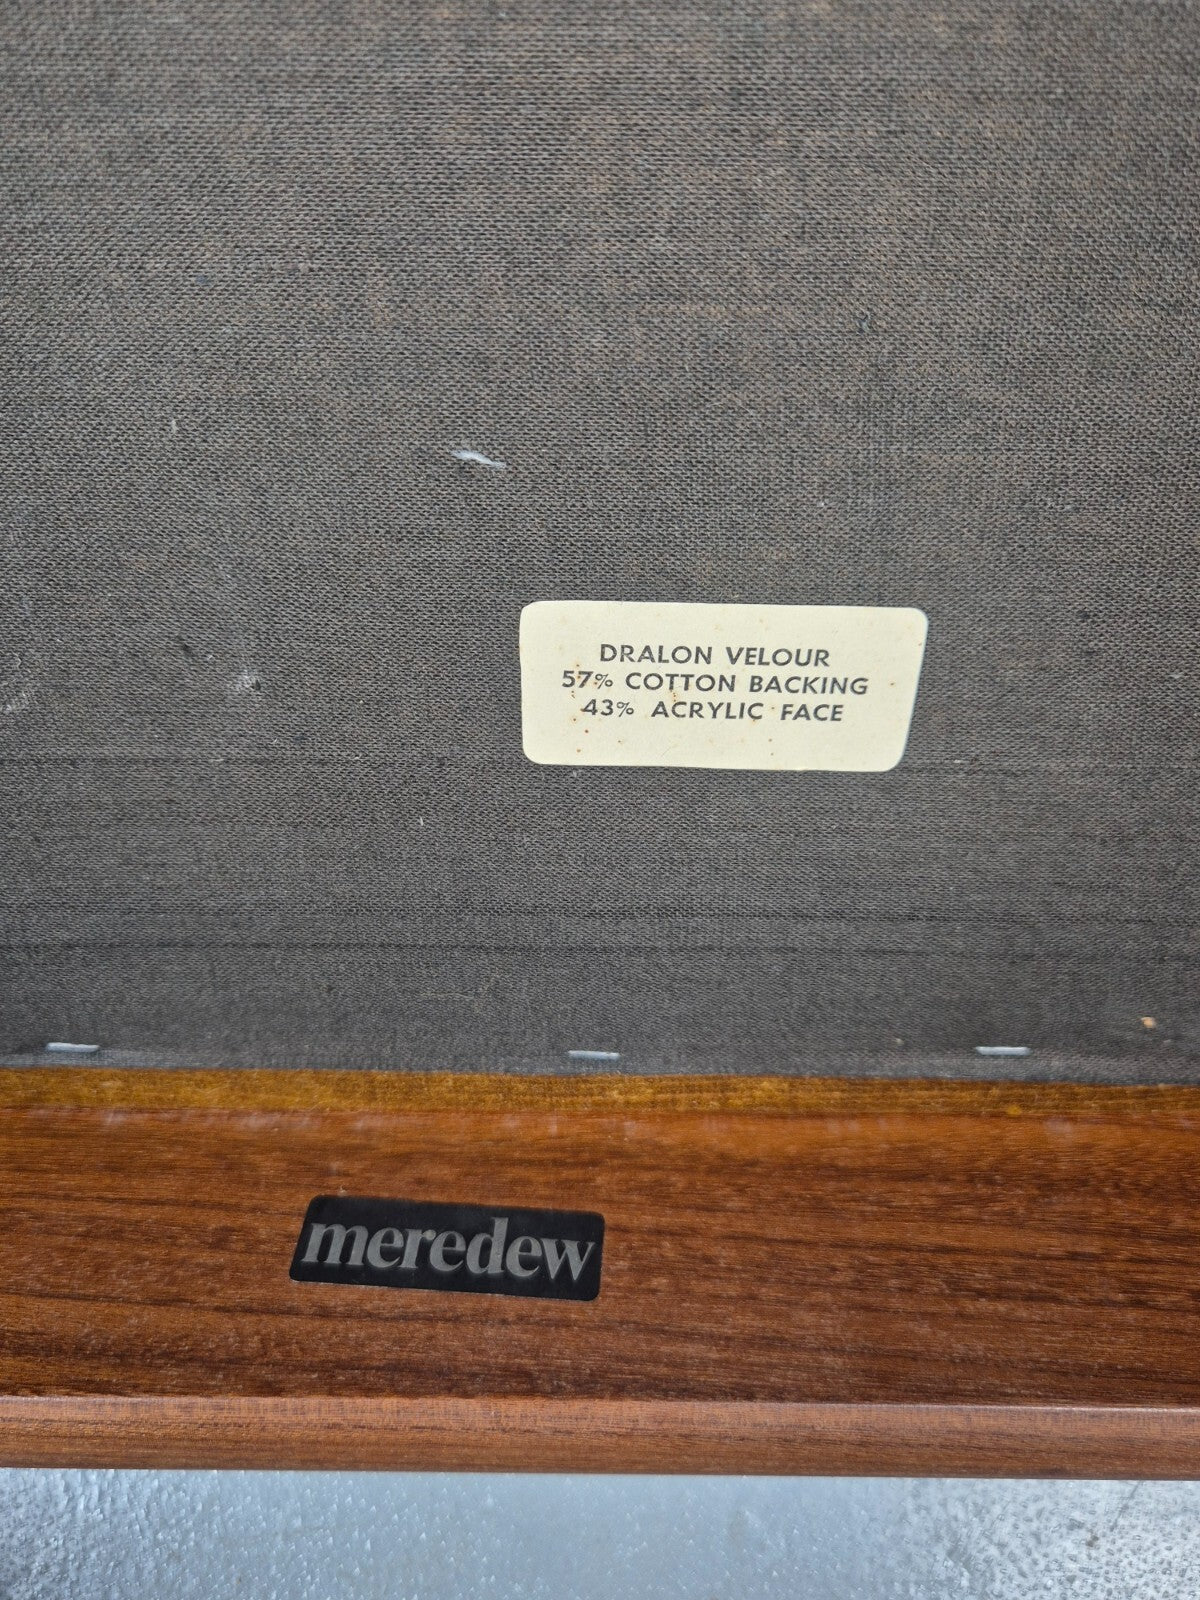 DRALON VELOUR
57% COTTON BACKING
43% ACRYLIC FACE
meredew